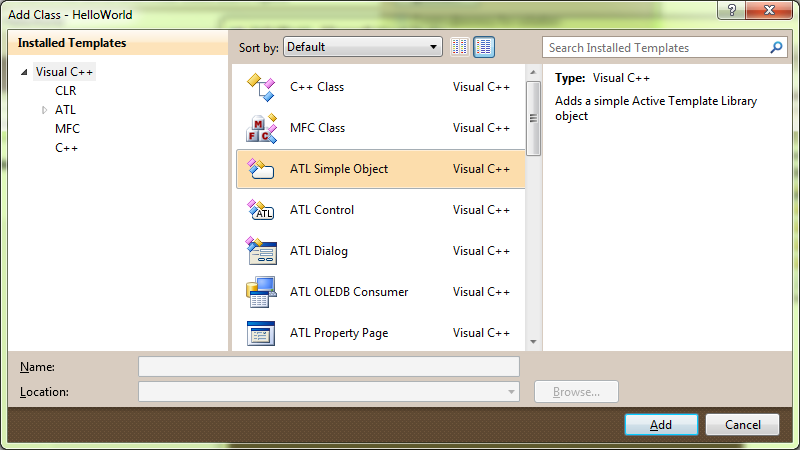 Add Class - HelloWorld
Installed Templates
Visual C++
CLR
ATL
MFC
C++
Sort by: Default
C++ Class Visual C++
MFC Class Visual C++
ATL Simple Object Visual C++
ATL Control Visual C++
ATL Dialog Visual C++
ATL OLEDB Consumer Visual C++
ATL Property Page Visual C++
Search Installed Templates
Type: Visual C++
Adds a simple Active Template Library
object
Name:
Location:
Browse...
Add Cancel